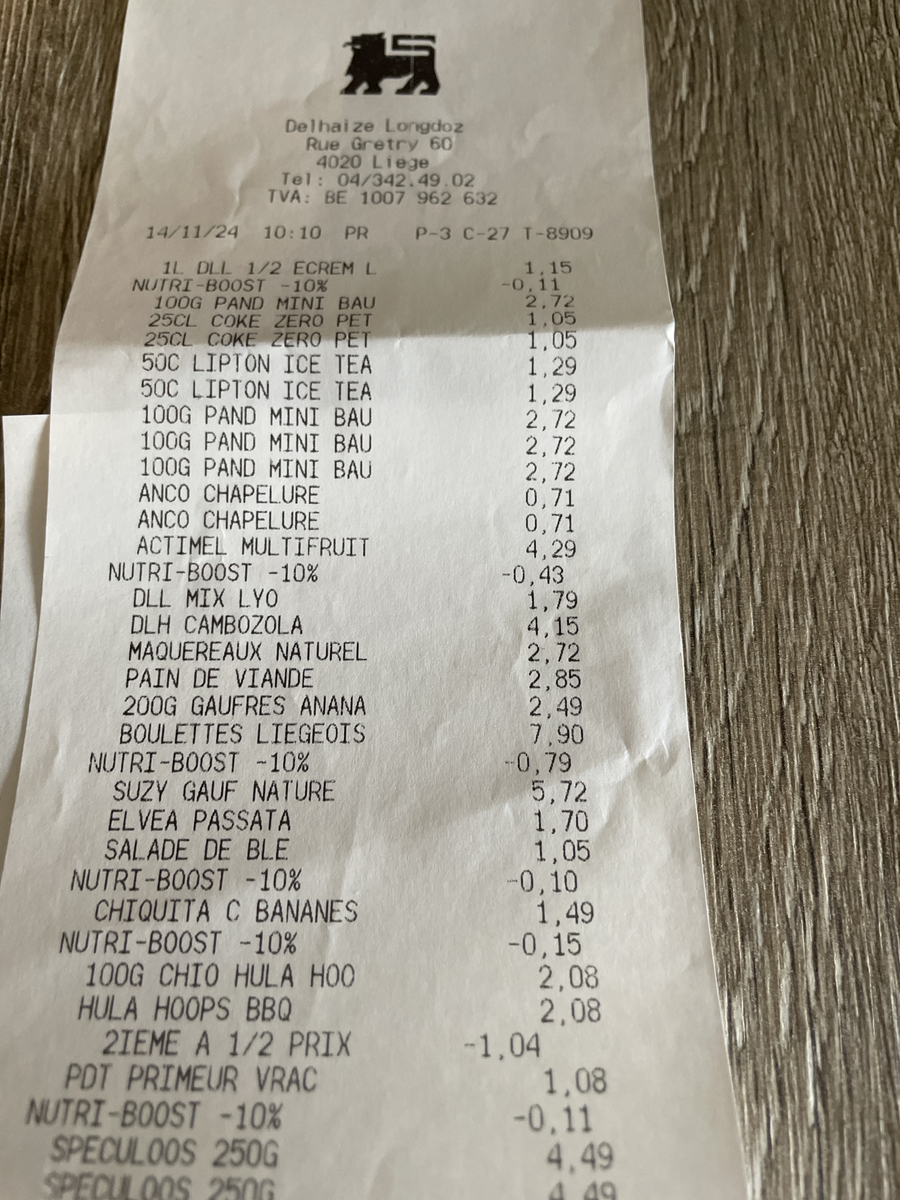 Delhaize Longdoz
Rue Gretry 60
4020 Liege
Tel: 04/342.49.02
TVA: BE 1007 962 632
14/11/24 10:10 PR P-3 C-27 T-8909
1L DLL 1/2 ECREM L 1,15
NUTRI-BOOST -10% -0,11
100G PAND MINI BAU 2,72
25CL COKE ZERO PET 1,05
25CL COKE ZERO PET 1,05
50C LIPTON ICE TEA 1,29
50C LIPTON ICE TEA 1,29
100G PAND MINI BAU 2,72
100G PAND MINI BAU 2,72
100G PAND MINI BAU 2,72
ANCO CHAPELURE 0,71
ANCO CHAPELURE 0,71
ACTIMEL MULTIFRUIT 4,29
NUTRI-BOOST -10% -0,43
DLL MIX LYO 1,79
DLH CAMBOZOLA 4,15
MAQUEREAUX NATUREL 2,72
PAIN DE VIANDE 2,85
200G GAUFRES ANANA 2,49
BOULETTES LIEGEOIS 7,90
NUTRI-BOOST -10% -0,79
SUZY GAUF NATURE 5,72
ELVEA PASSATA 1,70
SALADE DE BLE 1,05
NUTRI-BOOST -10% -0,10
CHIQUITA C BANANES 1,49
NUTRI-BOOST -10% -0,15
100G CHIO HULA HOO 2,08
HULA HOOPS BBQ 2,08
2IEME A 1/2 PRIX -1,04
PDT PRIMEUR VRAC 1,08
NUTRI-BOOST -10% -0,11
SPECULOOS 250G 4,49
SPECULOOS 250G 4,49